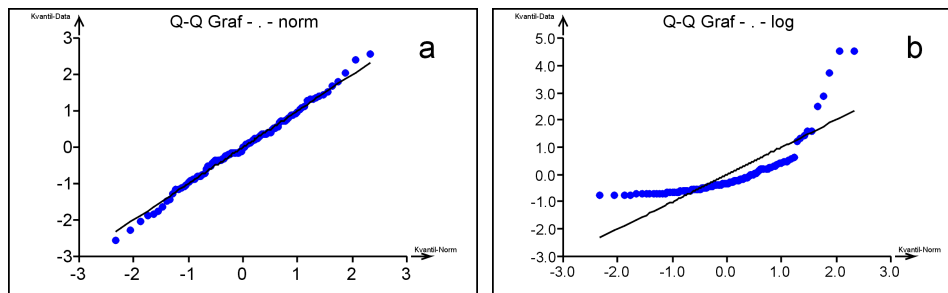 Kvantil-Data
Q-Q Graf - . - norm
a
3
2
1
0
-1
-2
-3
-3 -2 -1 0 1 2 3
Kvantil-Norm
Kvantil-Data
Q-Q Graf - . - log
b
5.0
4.0
3.0
2.0
1.0
0.0
-1.0
-2.0
-3.0
-3.0 -2.0 -1.0 0.0 1.0 2.0 3.0
Kvantil-Norm